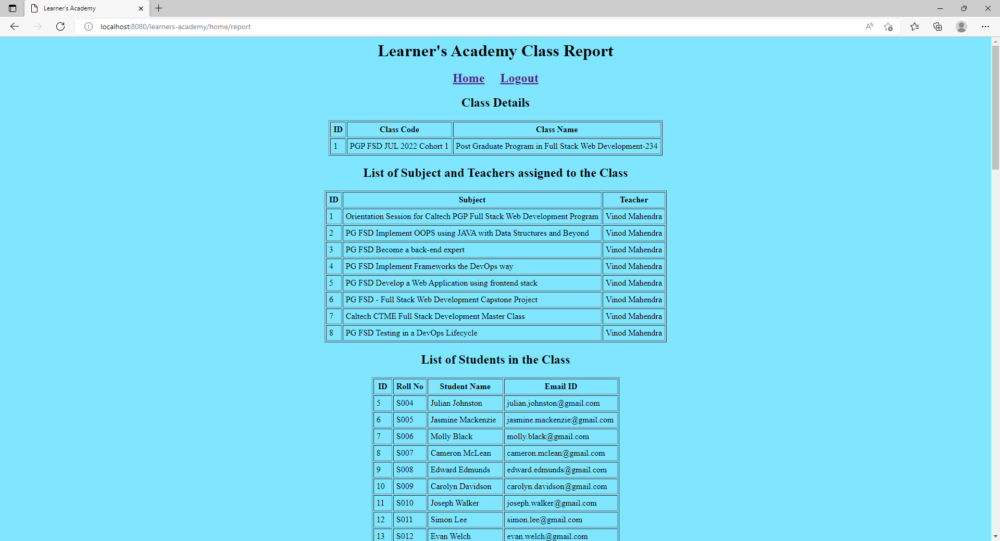 Learner's Academy
localhost:8080/learners-academy/home/report
Learner's Academy Class Report
Home Logout
Class Details
ID Class Code Class Name
1 PGP FSD JUL 2022 Cohort 1 Post Graduate Program in Full Stack Web Development-234
List of Subject and Teachers assigned to the Class
ID Subject Teacher
1 Orientation Session for Caltech PGP Full Stack Web Development Program Vinod Mahendra
2 PG FSD Implement OOPS using JAVA with Data Structures and Beyond Vinod Mahendra
3 PG FSD Become a back-end expert Vinod Mahendra
4 PG FSD Implement Frameworks the DevOps way Vinod Mahendra
5 PG FSD Develop a Web Application using frontend stack Vinod Mahendra
6 PG FSD - Full Stack Web Development Capstone Project Vinod Mahendra
7 Caltech CTME Full Stack Development Master Class Vinod Mahendra
8 PG FSD Testing in a DevOps Lifecycle Vinod Mahendra
List of Students in the Class
ID Roll No Student Name Email ID
5 S004 Julian Johnston julian.johnston@gmail.com
6 S005 Jasmine Mackenzie jasmine.mackenzie@gmail.com
7 S006 Molly Black molly.black@gmail.com
8 S007 Cameron McLean cameron.mclean@gmail.com
9 S008 Edward Edmunds edward.edmunds@gmail.com
10 S009 Carolyn Davidson carolyn.davidson@gmail.com
11 S010 Joseph Walker joseph.walker@gmail.com
12 S011 Simon Lee simon.lee@gmail.com
13 S012 Evan Welch evan.welch@gmail.com